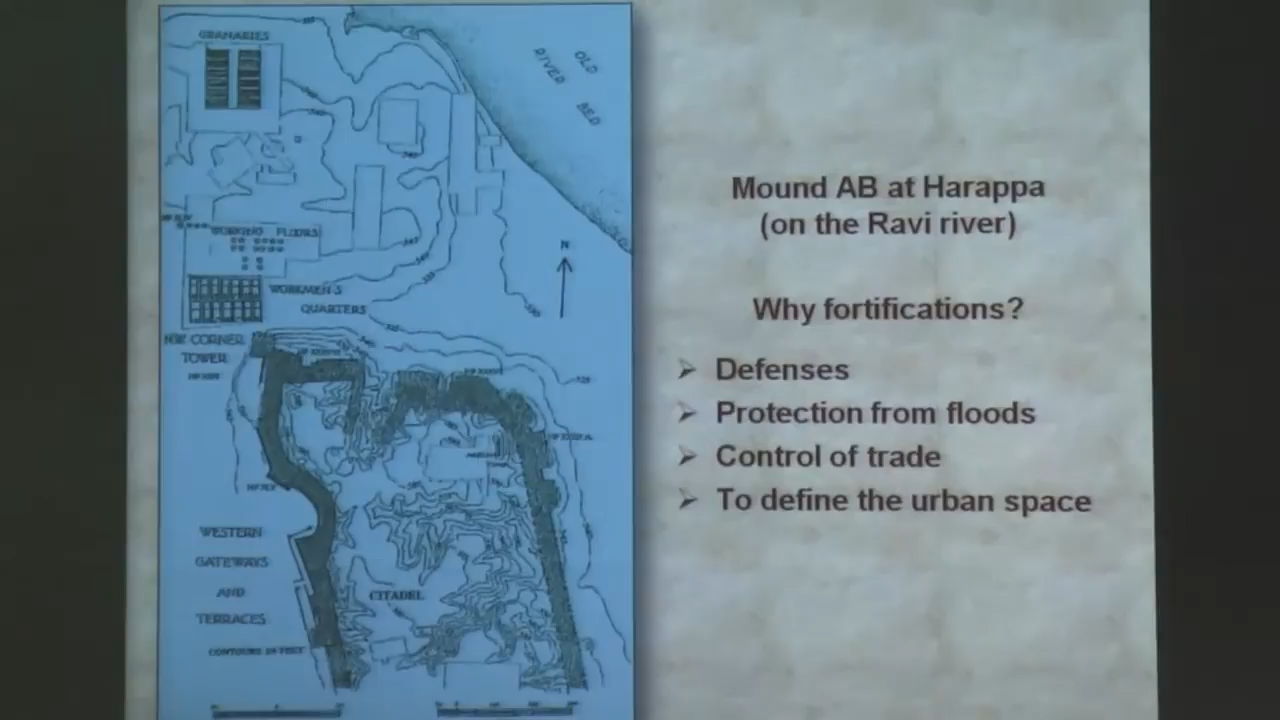 GRANARIES
OLD
RIVER
BED
WORKING FLOORS
N
WORKMEN'S
QUARTERS
N.W. CORNER
TOWER
WESTERN
GATEWAYS
AND
TERRACES
CITADEL
CONTOURS IN FEET
Mound AB at Harappa
(on the Ravi river)
Why fortifications?
➢ Defenses
➢ Protection from floods
➢ Control of trade
➢ To define the urban space